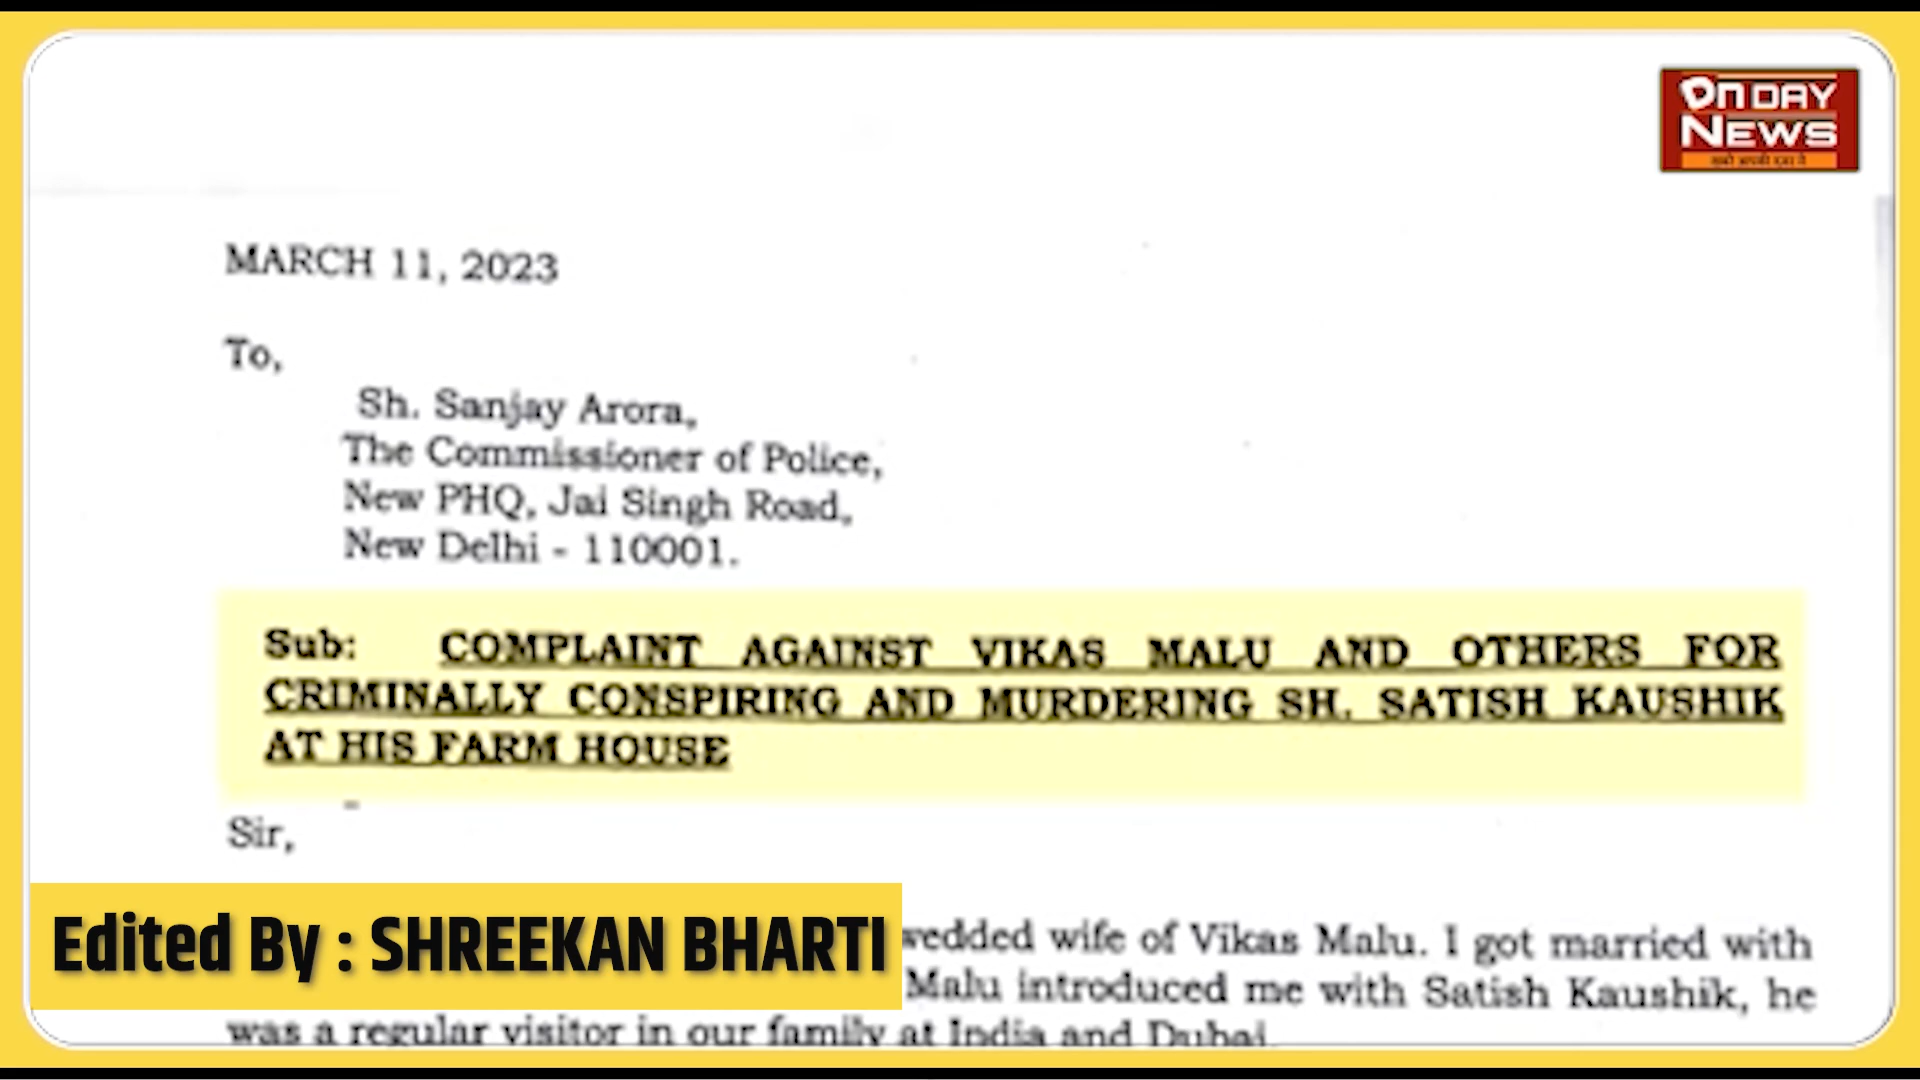 On DAY
NEWS
MARCH 11, 2023
To,
Sh. Sanjay Arora,
The Commissioner of Police,
New PHQ, Jai Singh Road,
New Delhi - 110001.
Sub: COMPLAINT AGAINST VIKAS MALU AND OTHERS FOR
CRIMINALLY CONSPIRING AND MURDERING SH. SATISH KAUSHIK
AT HIS FARM HOUSE
Sir,
wedded wife of Vikas Malu. I got married with
Malu introduced me with Satish Kaushik, he
was a regular visitor in our family at India and Dubai.
Edited By : SHREEKAN BHARTI